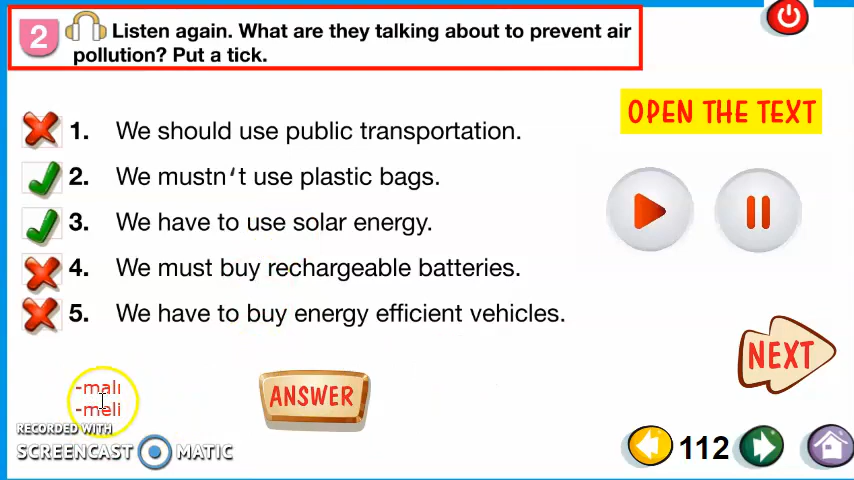 2 Listen again. What are they talking about to prevent air
pollution? Put a tick.
OPEN THE TEXT
1. We should use public transportation.
2. We mustn't use plastic bags.
3. We have to use solar energy.
4. We must buy rechargeable batteries.
5. We have to buy energy efficient vehicles.
NEXT
-malı
-meli
ANSWER
RECORDED WITH
SCREENCAST MATIC
112